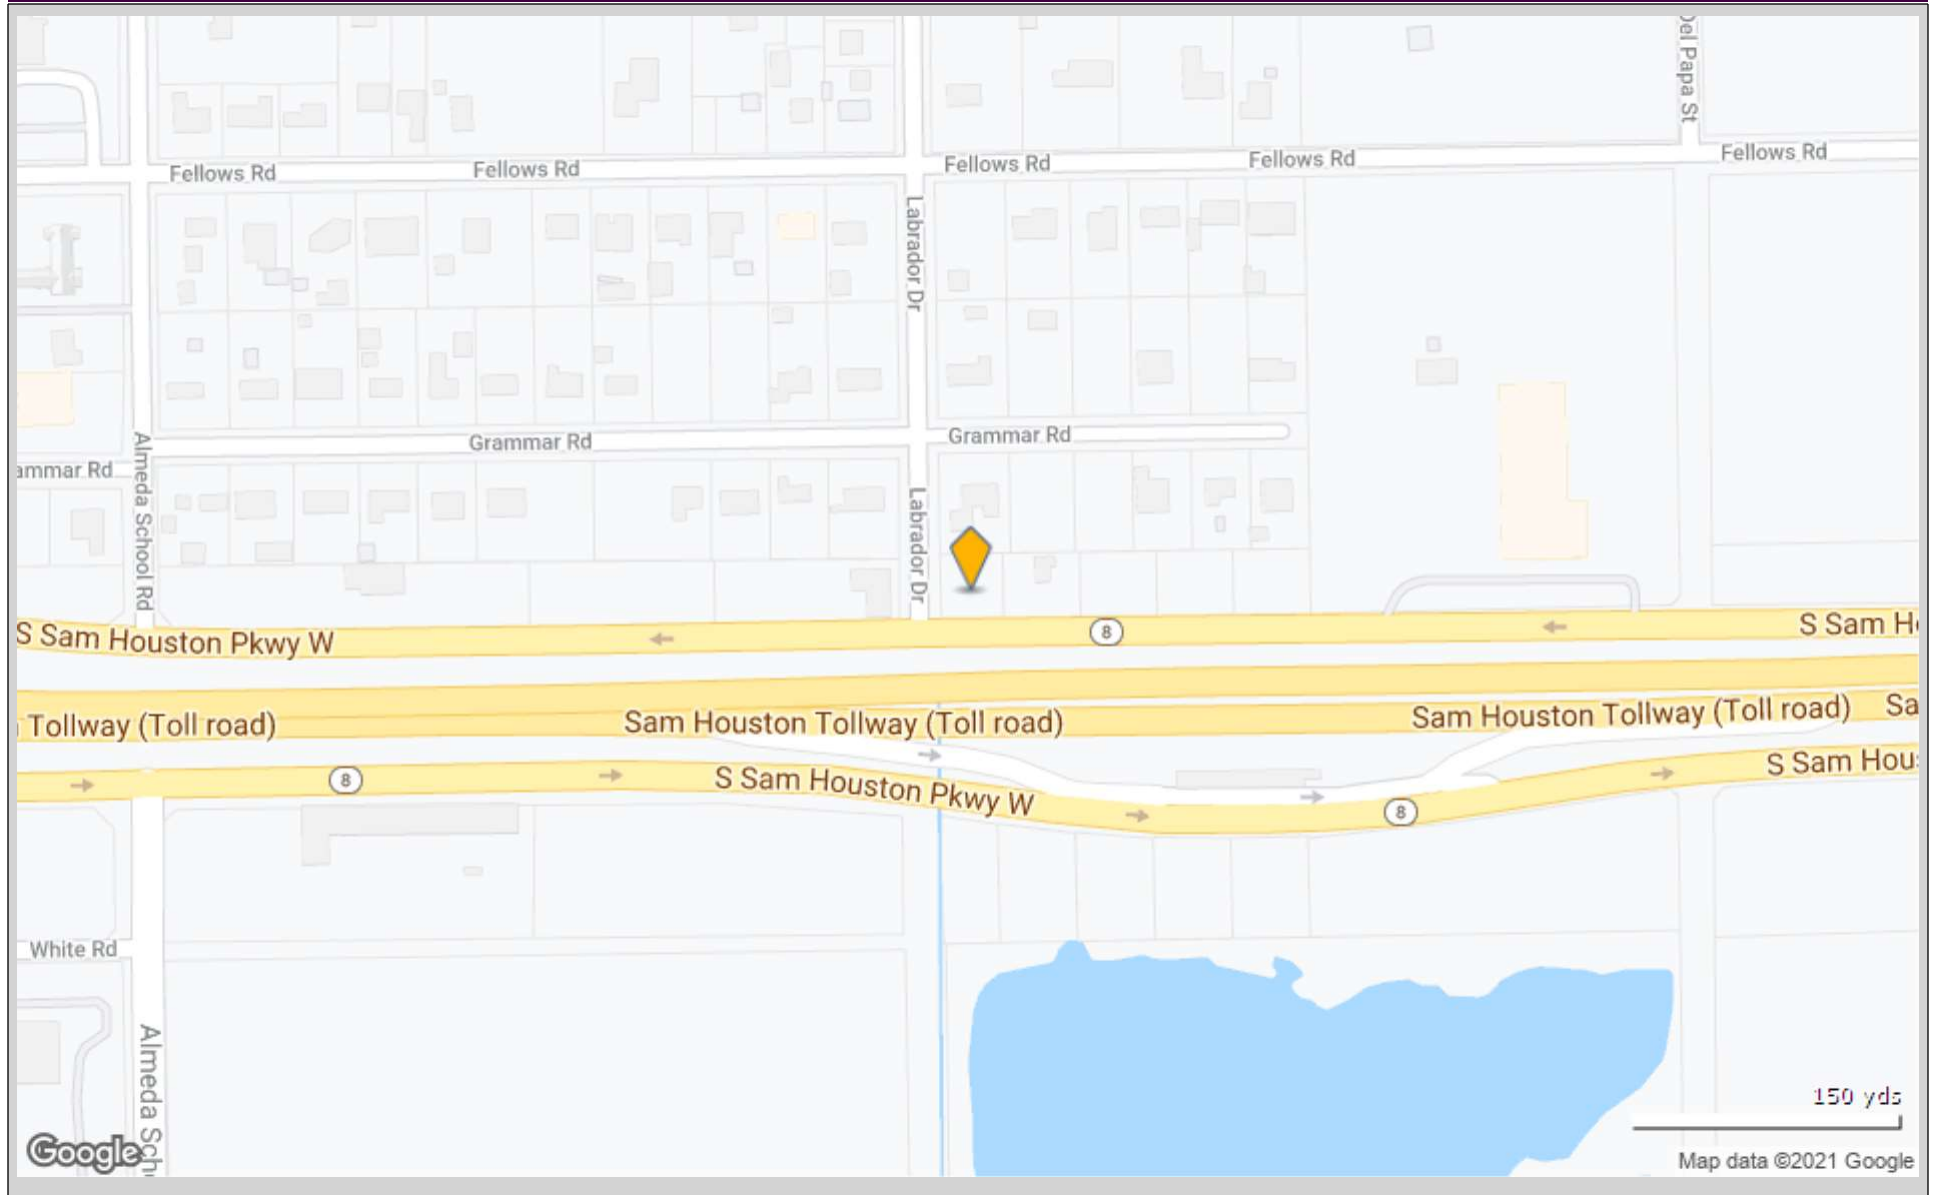 Del Papa St
Fellows Rd
Fellows Rd
Fellows Rd
Fellows Rd
Fellows Rd
Labrador Dr
Almeda School Rd
Grammar Rd
Grammar Rd
ammar Rd
Labrador Dr
S Sam Houston Pkwy W
8
S Sam H
Tollway (Toll road)
Sam Houston Tollway (Toll road)
Sam Houston Tollway (Toll road)
Sa
8
S Sam Houston Pkwy W
8
S Sam Hou
White Rd
Almeda Sch
150 yds
Google
Map data ©2021 Google